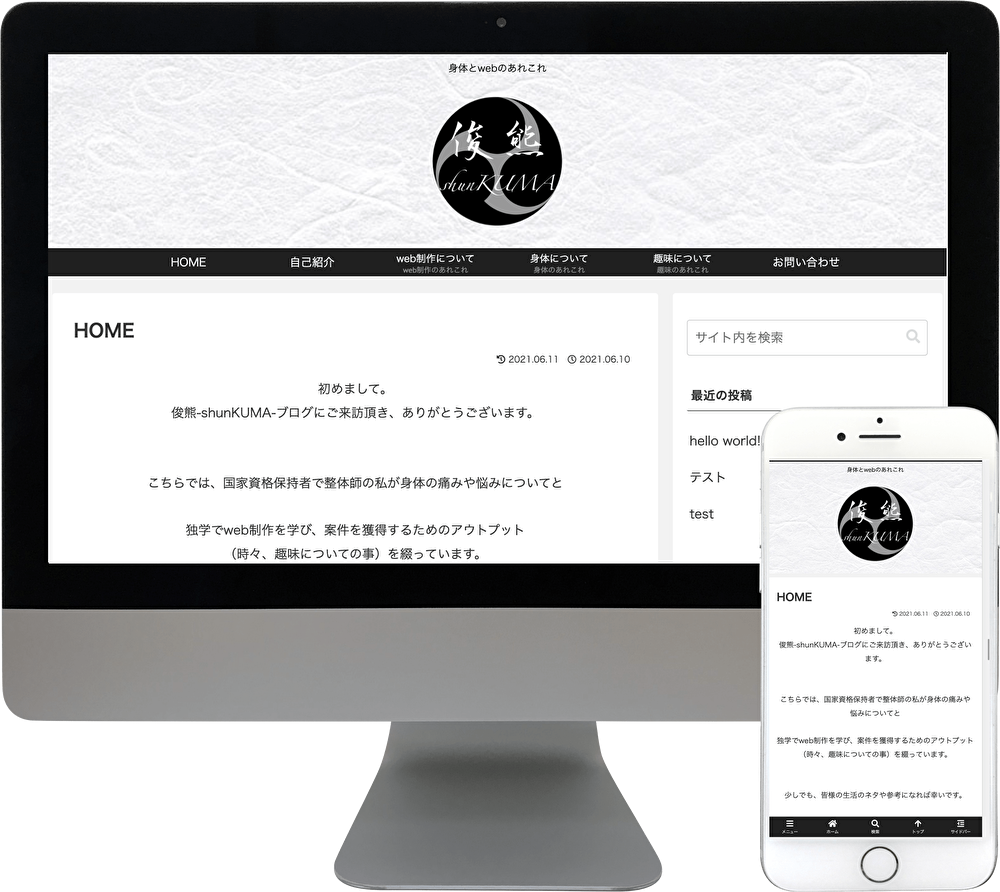 身体とwebのあれこれ
俊熊
shunKUMA
HOME
自己紹介
web制作について
web制作のあれこれ
身体について
身体のあれこれ
趣味について
趣味のあれこれ
お問い合わせ
HOME
2021.06.11 2021.06.10
初めまして。
俊熊-shunKUMA-ブログにご来訪頂き、ありがとうございます。
こちらでは、国家資格保持者で整体師の私が身体の痛みや悩みについてと
独学でweb制作を学び、案件を獲得するためのアウトプット
（時々、趣味についての事）を綴っています。
サイト内を検索
最近の投稿
hello world!
テスト
test
身体とwebのあれこれ
俊熊
shunKUMA
HOME
2021.06.11 2021.06.10
初めまして。
俊熊-shunKUMA-ブログにご来訪頂き、ありがとうござい
ます。
こちらでは、国家資格保持者で整体師の私が身体の痛みや
悩みについてと
独学でweb制作を学び、案件を獲得するためのアウトプット
（時々、趣味についての事）を綴っています。
少しでも、皆様の生活のネタや参考になれば幸いです。
メニュー
ホーム
検索
トップ
サイドバー